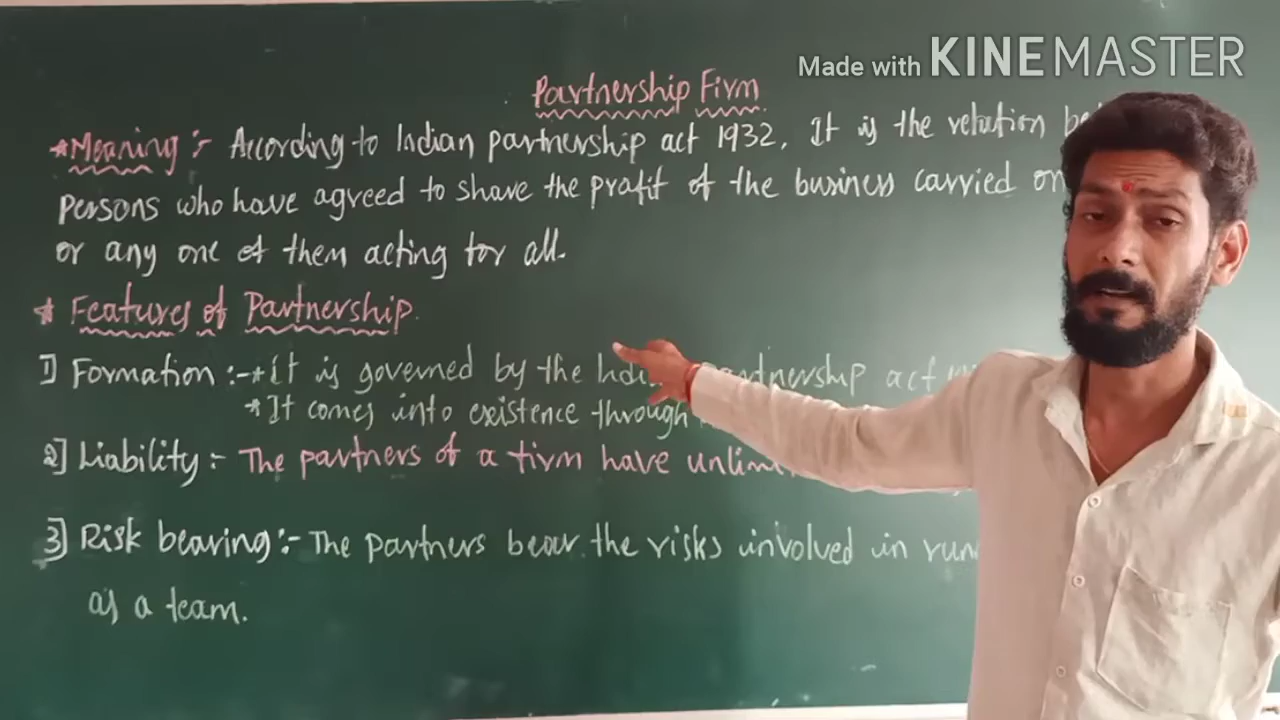 Made with KINEMASTER
Partnership Firm
* Meaning :- According to Indian partnership act 1932, It is the relation
persons who have agreed to share the profit of the business carried on
or any one of them acting for all.
* Features of Partnership.
1] Formation :- * It is governed by the Partnership act
* It comes into existence through
2] Liability :- The partners of a firm have
3] Risk bearing :- The partners bear the risks involved in
as a team.